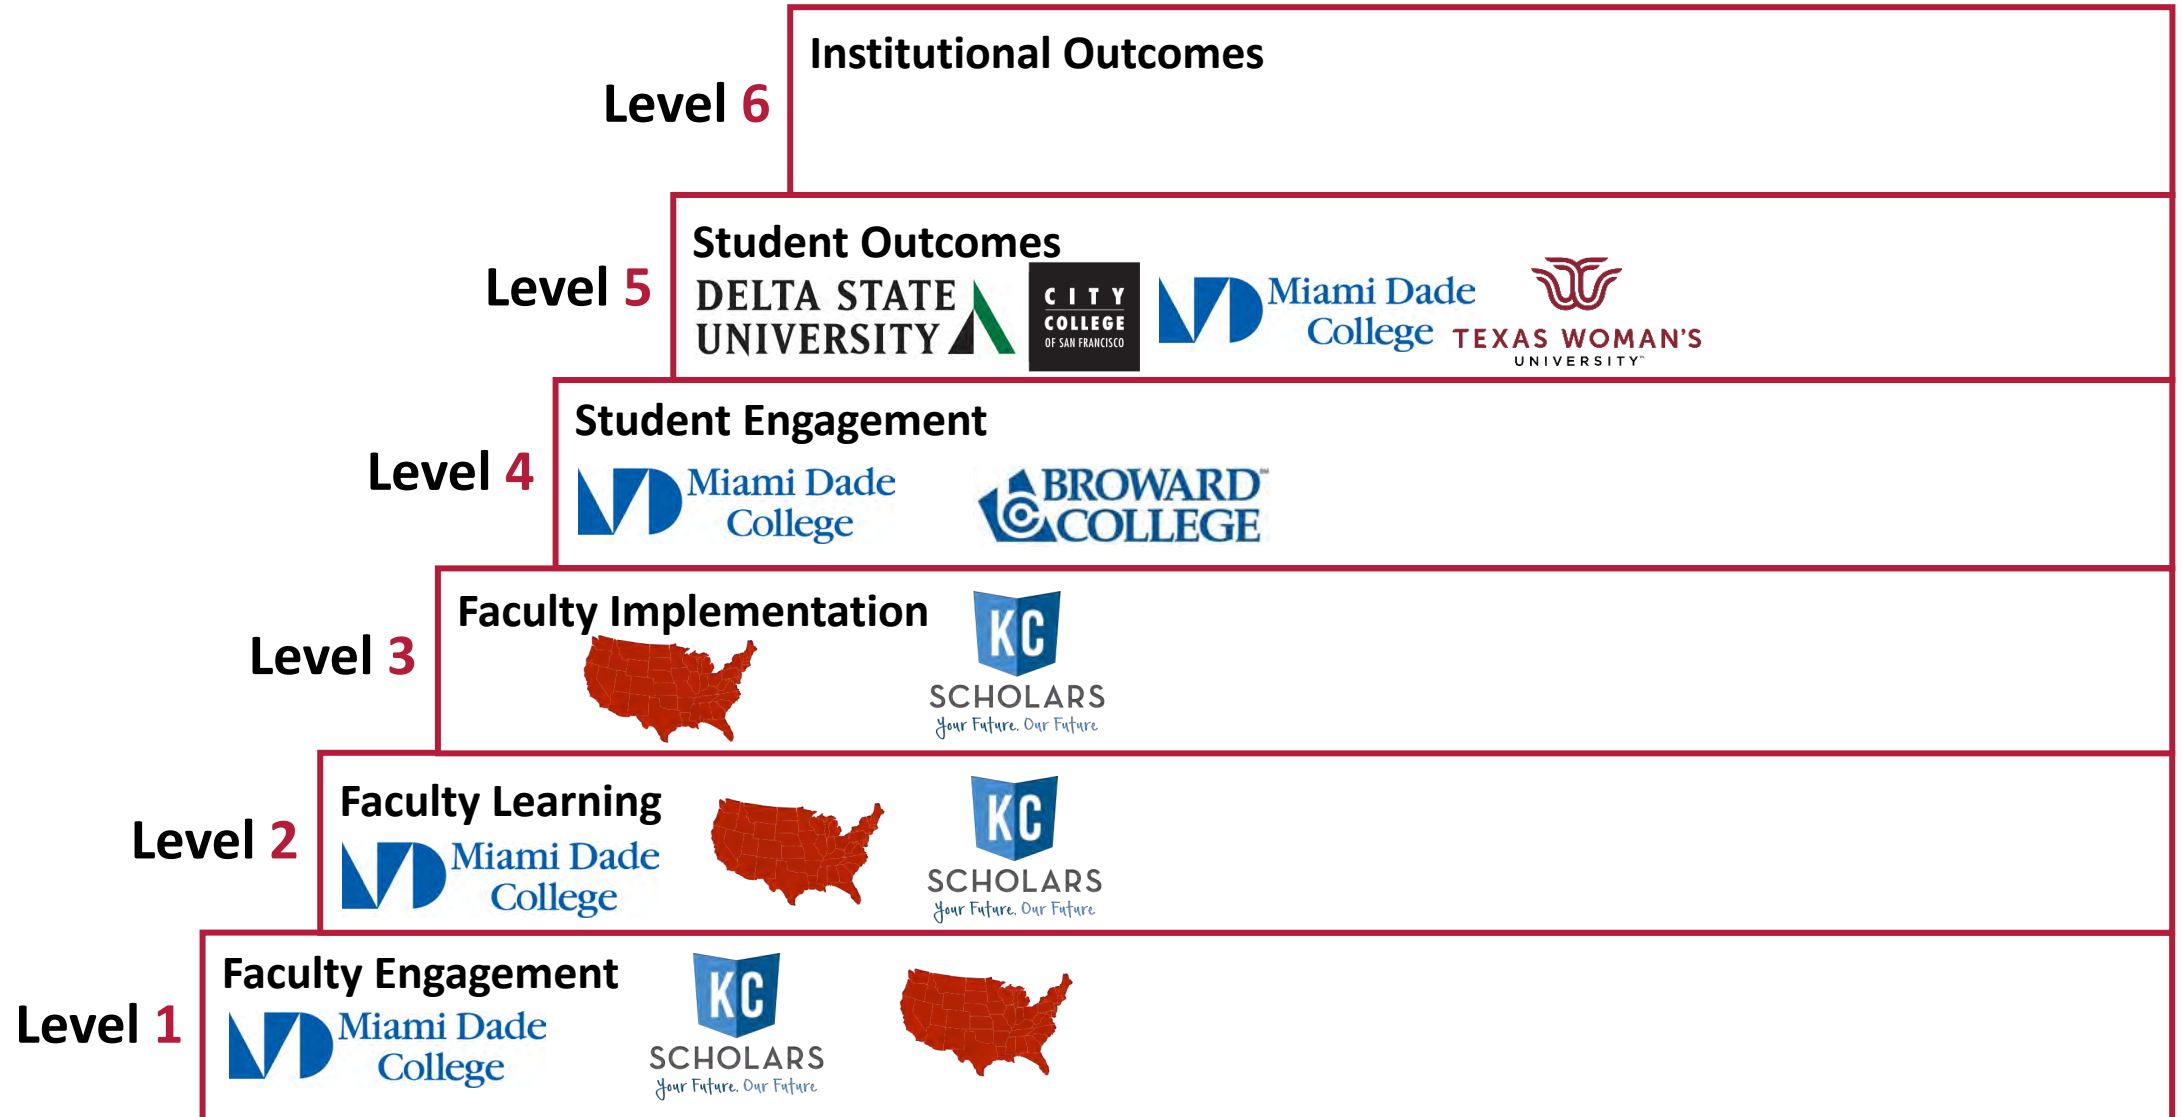 Institutional Outcomes
Level 6
Student Outcomes
Level 5
DELTA STATE
UNIVERSITY
CITY
COLLEGE
OF SAN FRANCISCO
Miami Dade
College
TEXAS WOMAN'S
UNIVERSITY™
Student Engagement
Level 4
Miami Dade
College
BROWARD℠
COLLEGE
Faculty Implementation
Level 3
KC
SCHOLARS
Your Future. Our Future
Faculty Learning
Level 2
Miami Dade
College
KC
SCHOLARS
Your Future. Our Future
Faculty Engagement
Level 1
Miami Dade
College
KC
SCHOLARS
Your Future. Our Future